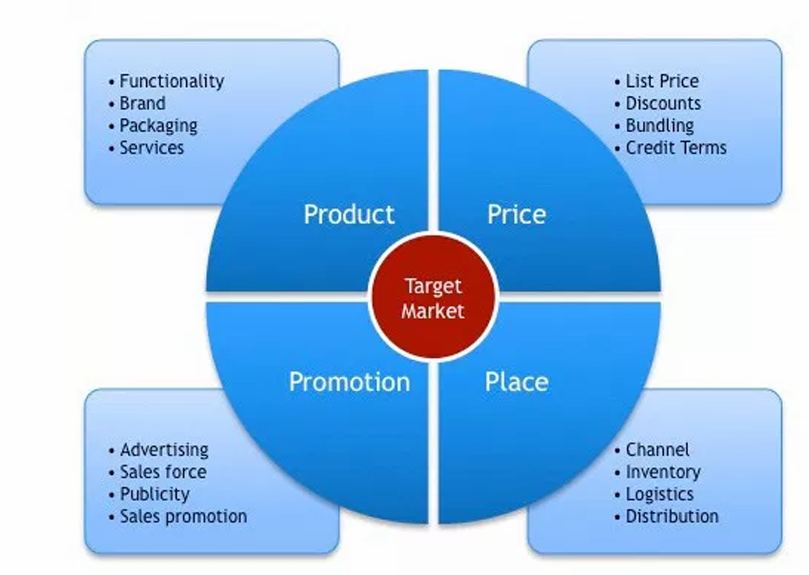 • Functionality
• Brand
• Packaging
• Services
• List Price
• Discounts
• Bundling
• Credit Terms
Product
Price
Target
Market
Promotion
Place
• Advertising
• Sales force
• Publicity
• Sales promotion
• Channel
• Inventory
• Logistics
• Distribution